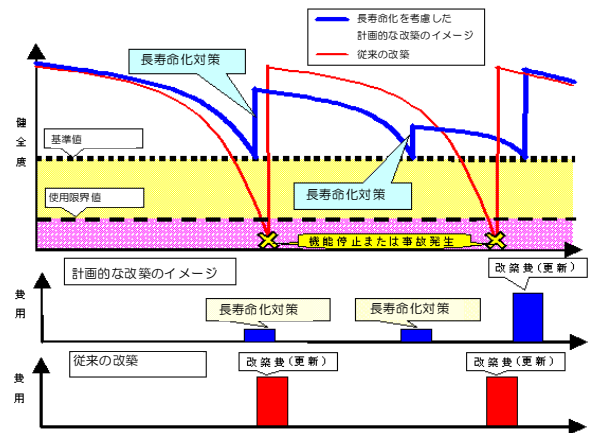 長寿命化を考慮した
計画的な改築のイメージ
従来の改築
長寿命化対策
健全度
基準値
長寿命化対策
使用限界値
機能停止または事故発生
計画的な改築のイメージ
改築費(更新)
費用
長寿命化対策
長寿命化対策
従来の改築
改築費(更新)
改築費(更新)
費用